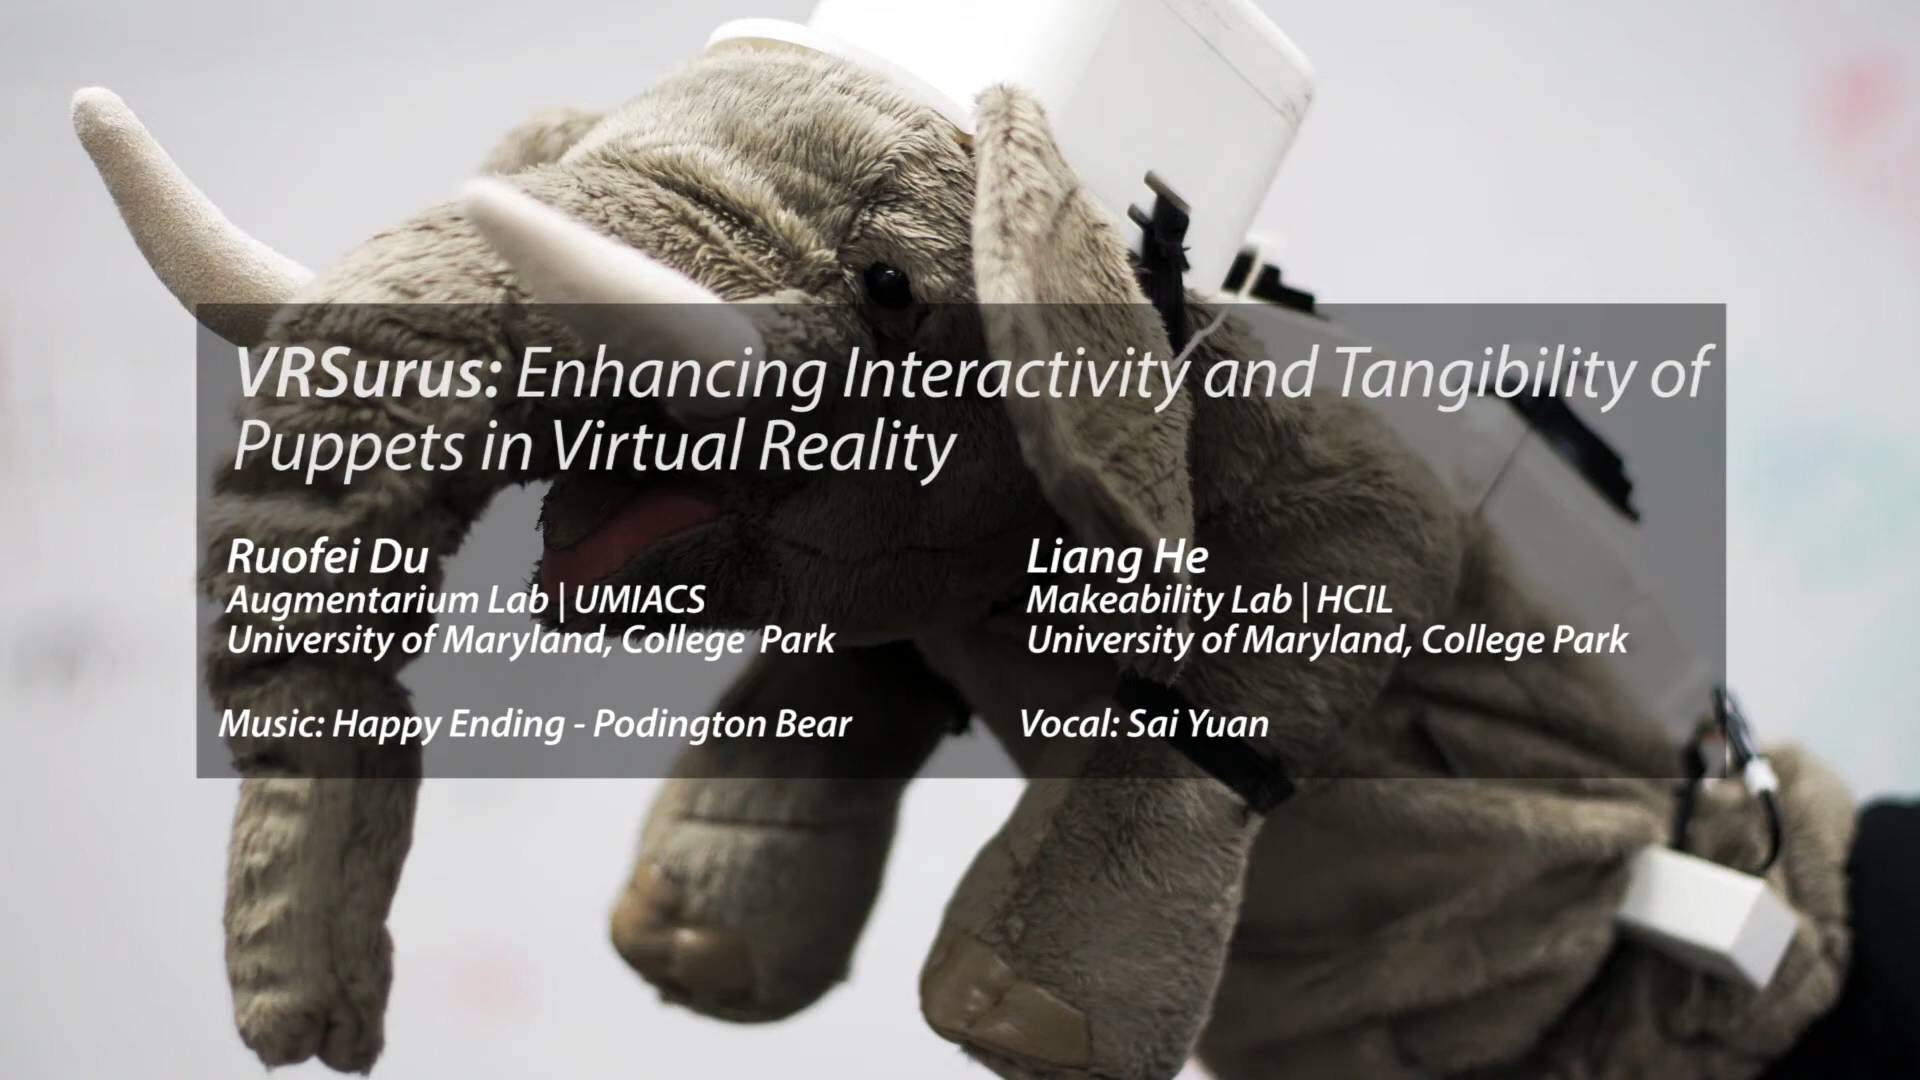 VRSurus: Enhancing Interactivity and Tangibility of
Puppets in Virtual Reality
Ruofei Du
Augmentarium Lab | UMIACS
University of Maryland, College Park
Liang He
Makeability Lab | HCIL
University of Maryland, College Park
Music: Happy Ending - Podington Bear
Vocal: Sai Yuan